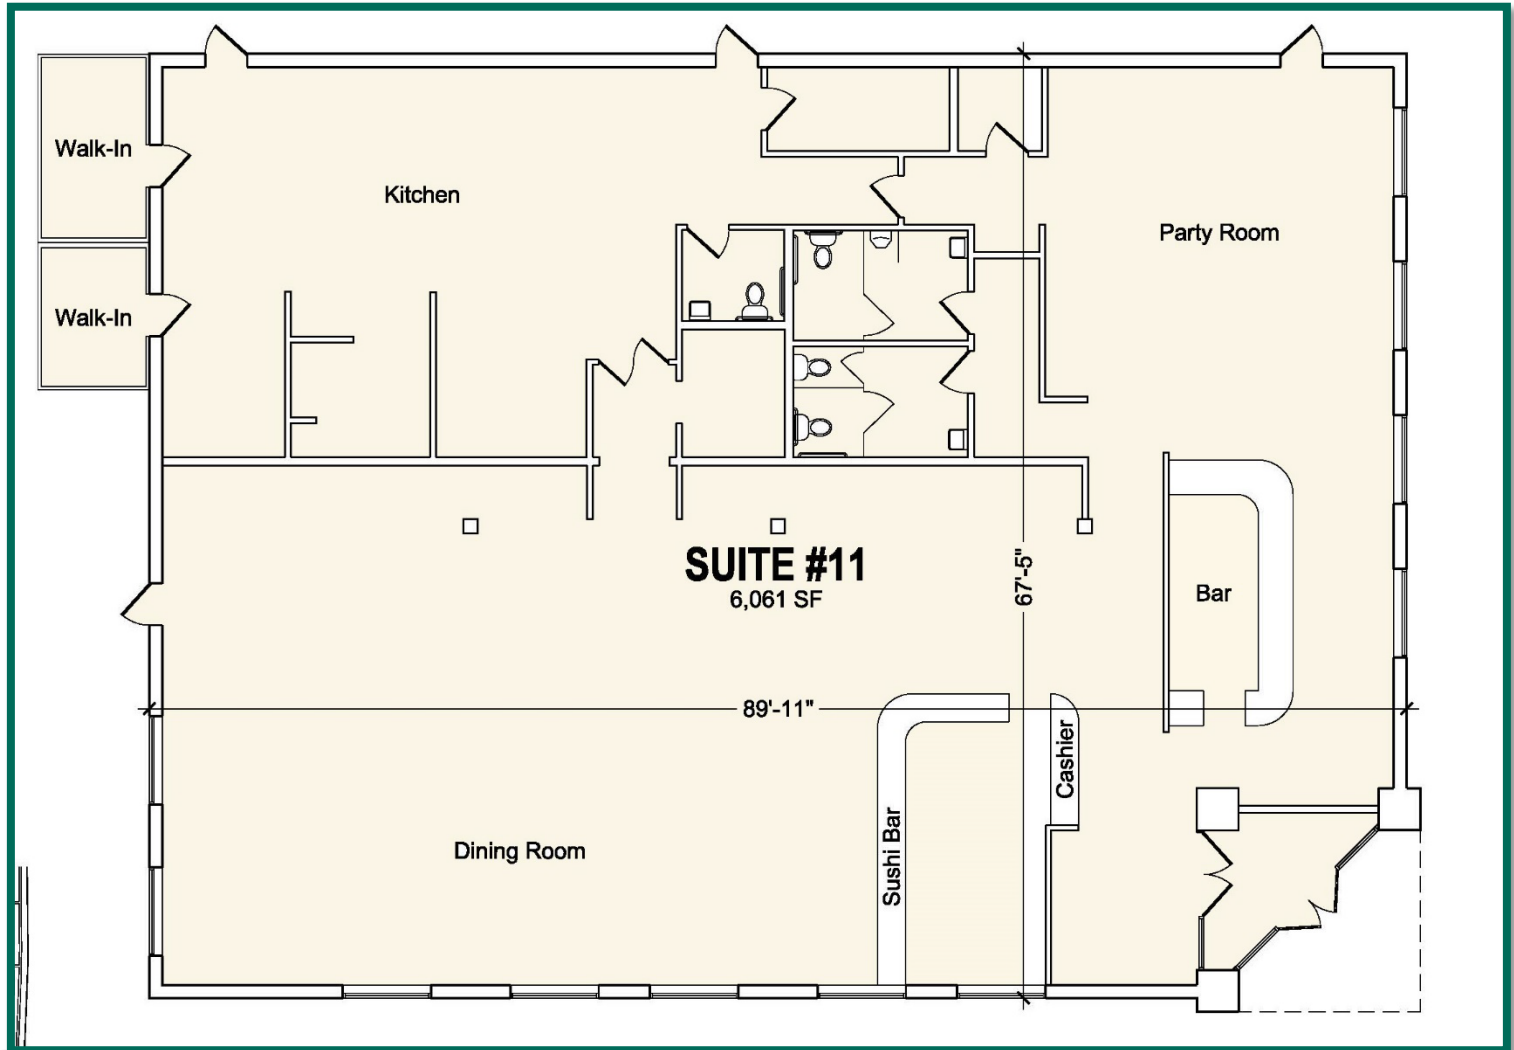 Walk-In
Kitchen
Party Room
Walk-In
SUITE #11
6,061 SF
67'-5"
Bar
89'-11"
Cashier
Sushi Bar
Dining Room